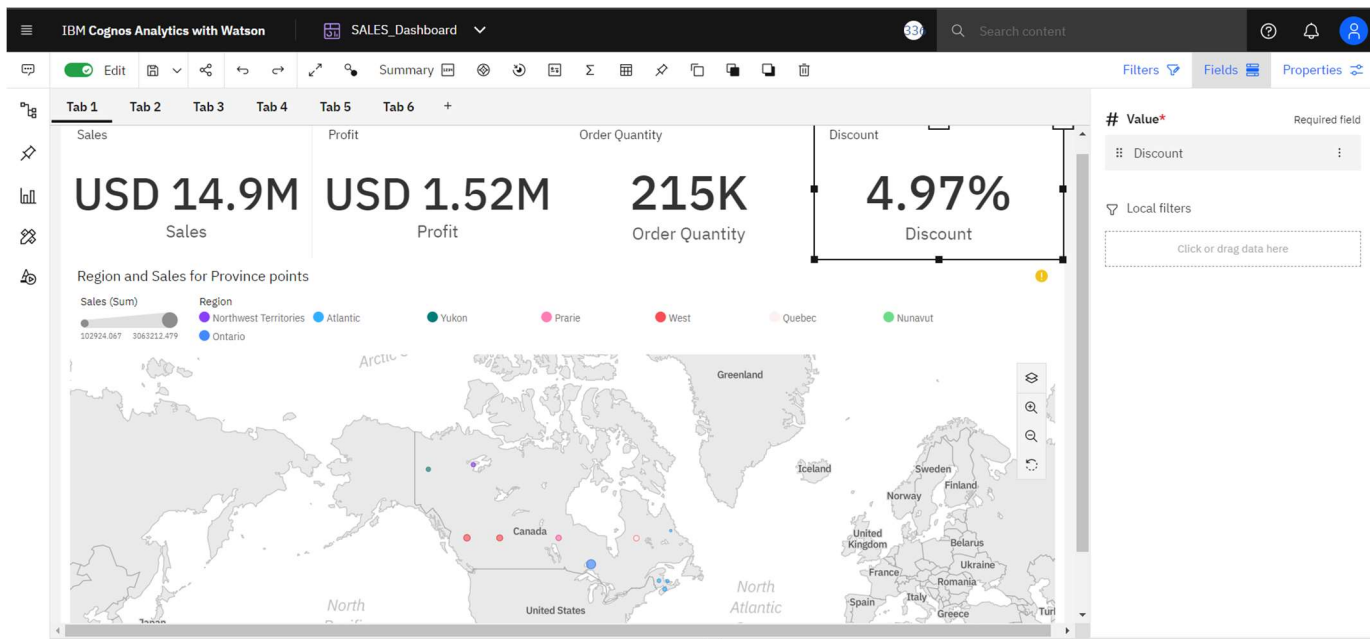 IBM Cognos Analytics with Watson
SALES_Dashboard
336
Search content
Edit
Summary
Filters
Fields
Properties
Tab 1 Tab 2 Tab 3 Tab 4 Tab 5 Tab 6 +
# Value*
Required field
Discount
Local filters
Click or drag data here
Sales Profit Order Quantity Discount
USD 14.9M USD 1.52M 215K 4.97%
Sales Profit Order Quantity Discount
Region and Sales for Province points
Sales (Sum)
102924.067 3063212.479
Region
Northwest Territories Atlantic Yukon Prarie West Quebec Nunavut
Ontario
Arctic
Greenland
Iceland
Sweden
Finland
Norway
Canada
United
Kingdom
Belarus
Ukraine
France
Romania
North
Atlantic
Spain
Italy
Greece
North
United States